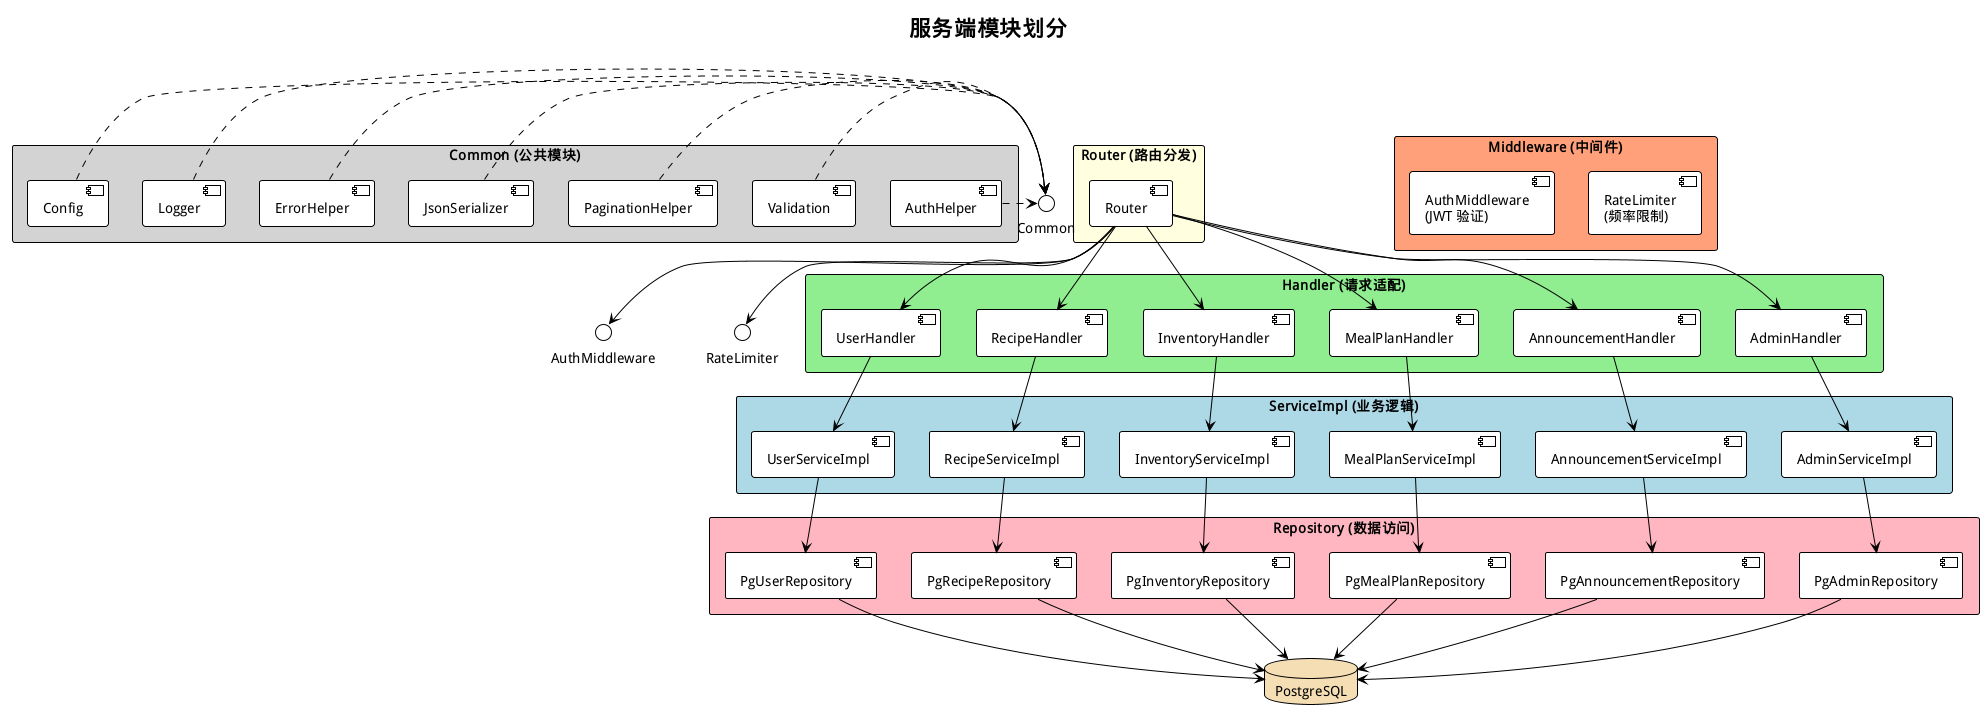 服务端模块划分
Common (公共模块)
Config
Logger
ErrorHelper
JsonSerializer
PaginationHelper
Validation
AuthHelper
Common
Router (路由分发)
Router
Middleware (中间件)
AuthMiddleware
(JWT 验证)
RateLimiter
(频率限制)
AuthMiddleware
RateLimiter
Handler (请求适配)
UserHandler
RecipeHandler
InventoryHandler
MealPlanHandler
AnnouncementHandler
AdminHandler
ServiceImpl (业务逻辑)
UserServiceImpl
RecipeServiceImpl
InventoryServiceImpl
MealPlanServiceImpl
AnnouncementServiceImpl
AdminServiceImpl
Repository (数据访问)
PgUserRepository
PgRecipeRepository
PgInventoryRepository
PgMealPlanRepository
PgAnnouncementRepository
PgAdminRepository
PostgreSQL